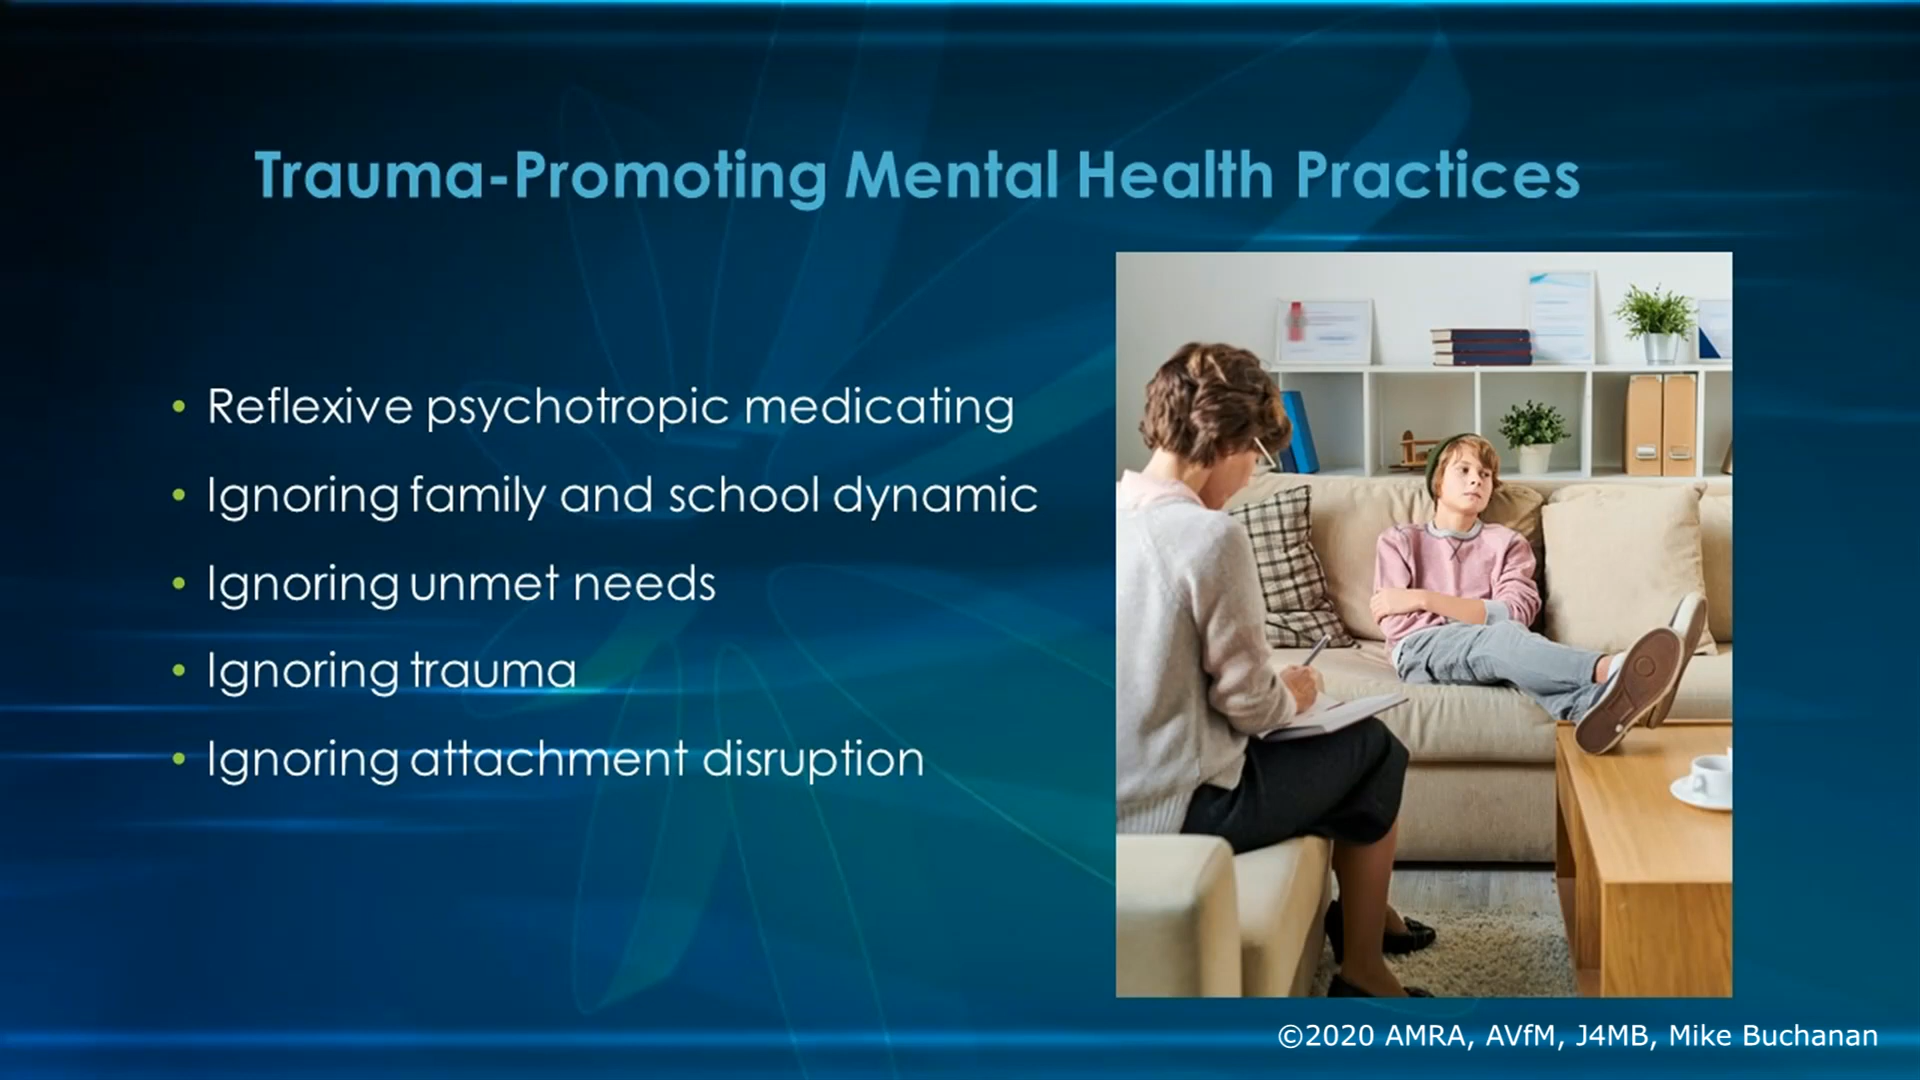 Trauma-Promoting Mental Health Practices
• Reflexive psychotropic medicating
• Ignoring family and school dynamic
• Ignoring unmet needs
• Ignoring trauma
• Ignoring attachment disruption
©2020 AMRA, AVfM, J4MB, Mike Buchanan